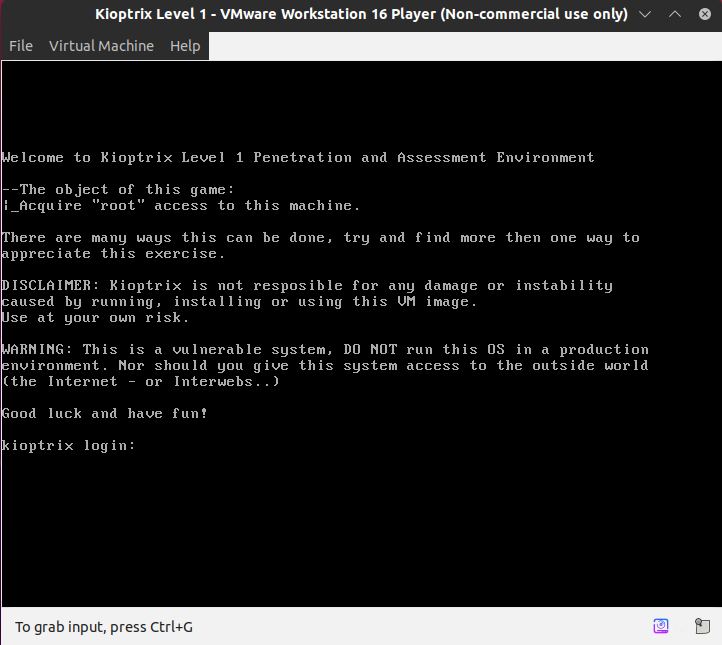 Kioptrix Level 1 - VMware Workstation 16 Player (Non-commercial use only)
File Virtual Machine Help
Welcome to Kioptrix Level 1 Penetration and Assessment Environment
--The object of this game:
|_Acquire "root" access to this machine.
There are many ways this can be done, try and find more then one way to
appreciate this exercise.
DISCLAIMER: Kioptrix is not resposible for any damage or instability
caused by running, installing or using this VM image.
Use at your own risk.
WARNING: This is a vulnerable system, DO NOT run this OS in a production
environment. Nor should you give this system access to the outside world
(the Internet - or Interwebs..)
Good luck and have fun!
kioptrix login:
To grab input, press Ctrl+G